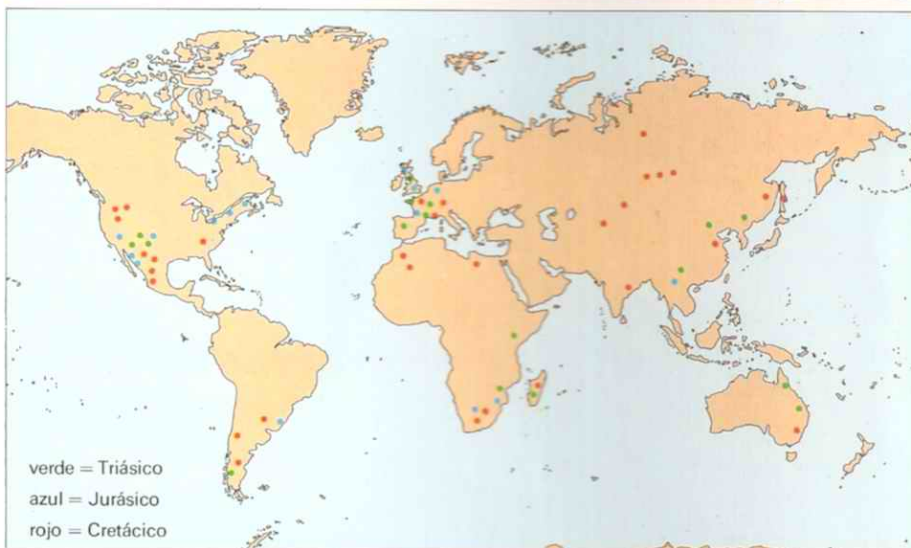 verde = Triásico
azul = Jurásico
rojo = Cretácico